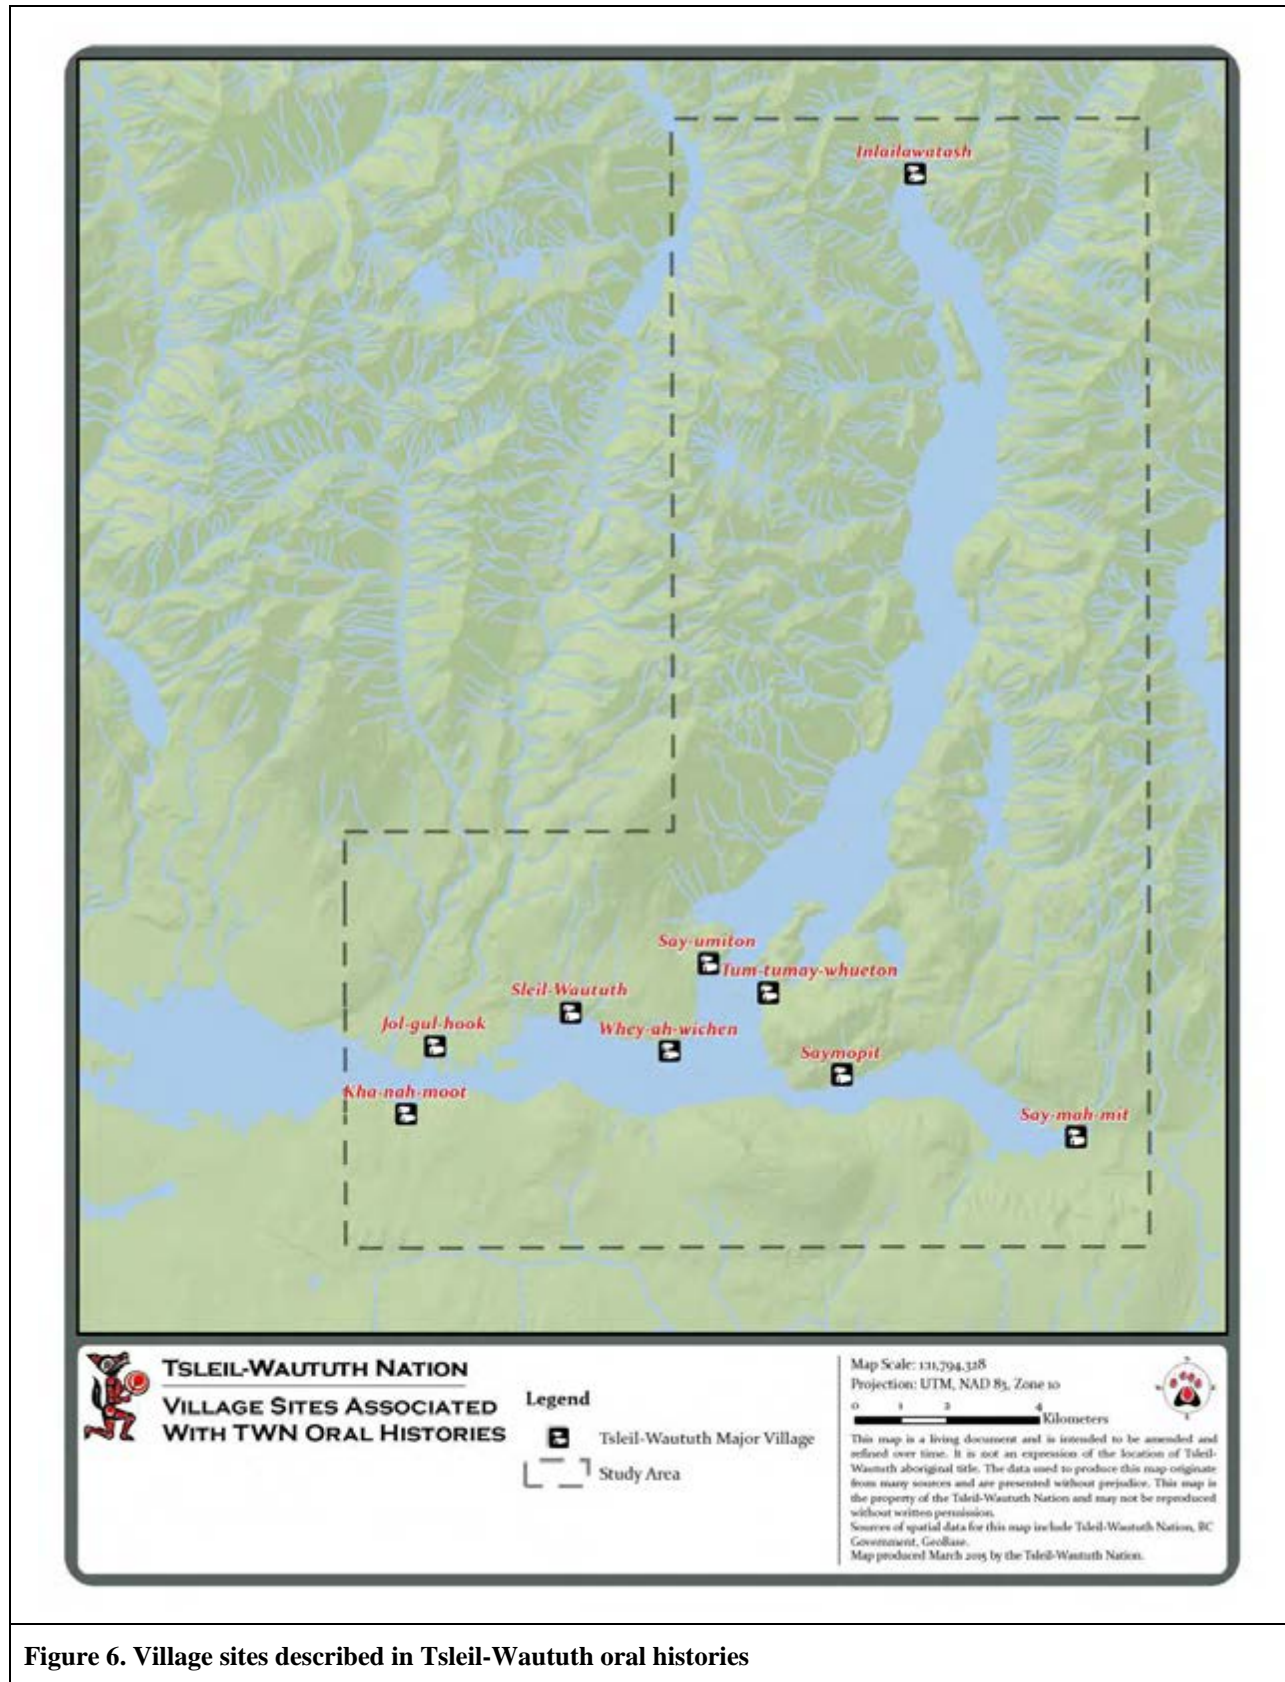 Inlailawatash
Say-umiton
Tum-tumay-whueton
Sleil-Waututh
Whey-ah-wichen
Jol-gul-hook
Saymopit
Kha-nah-moot
Say-mah-mit
TSLEIL-WAUTUTH NATION
VILLAGE SITES ASSOCIATED
WITH TWN ORAL HISTORIES
Legend
Tsleil-Waututh Major Village
Study Area
Map Scale: 1:11,794,328
Projection: UTM, NAD 83, Zone 10
0 1 2 4
Kilometers
This map is a living document and is intended to be amended and
refined over time. It is not an expression of the location of Tsleil-
Waututh aboriginal title. The data used to produce this map originate
from many sources and are presented without prejudice. This map is
the property of the Tsleil-Waututh Nation and may not be reproduced
without written permission.
Sources of spatial data for this map include Tsleil-Waututh Nation, BC
Government, GeoBase.
Map produced March 2015 by the Tsleil-Waututh Nation.
Figure 6. Village sites described in Tsleil-Waututh oral histories